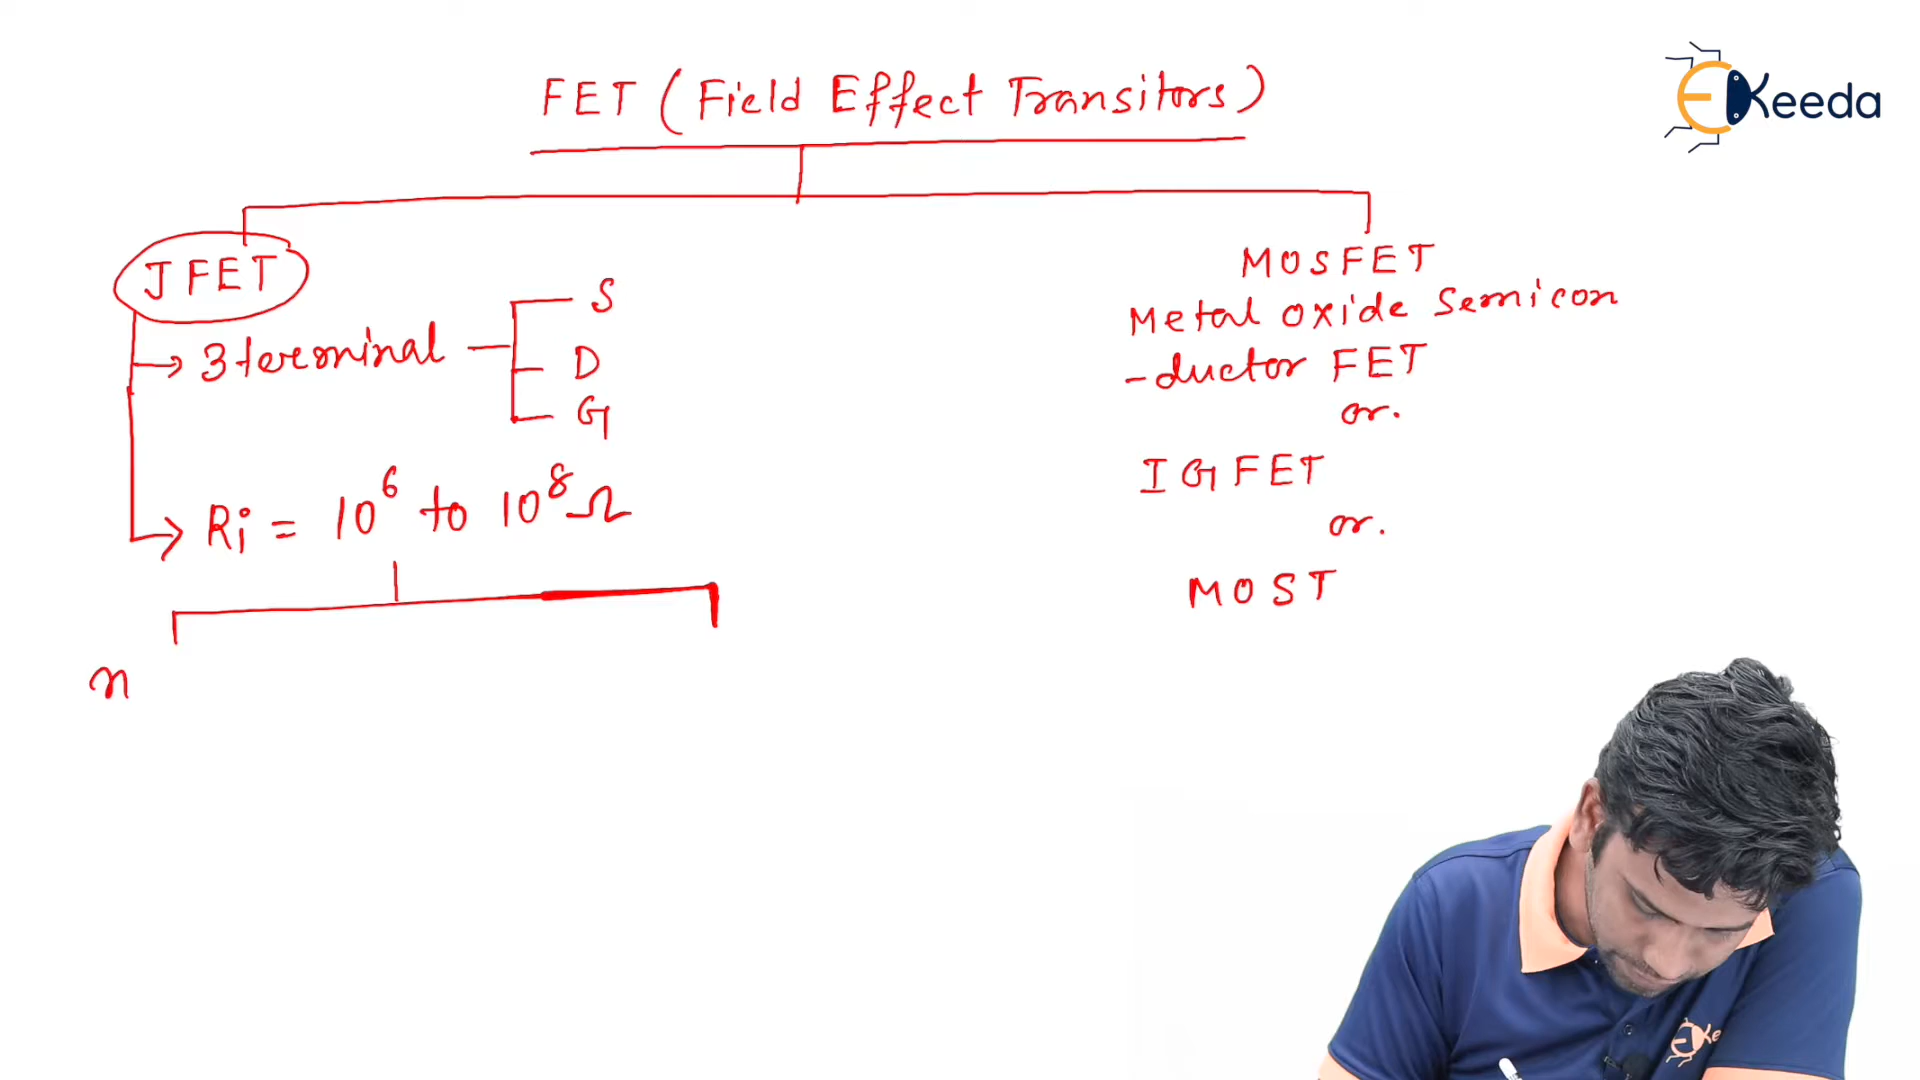 FET (Field Effect Transitors)
EKeeda
JFET
→ 3 terminal
S
D
G
→ Ri = 10^6 to 10^8 Ω
n
MOSFET
Metal oxide Semicon
-ductor FET
or.
IGFET
or.
MOST